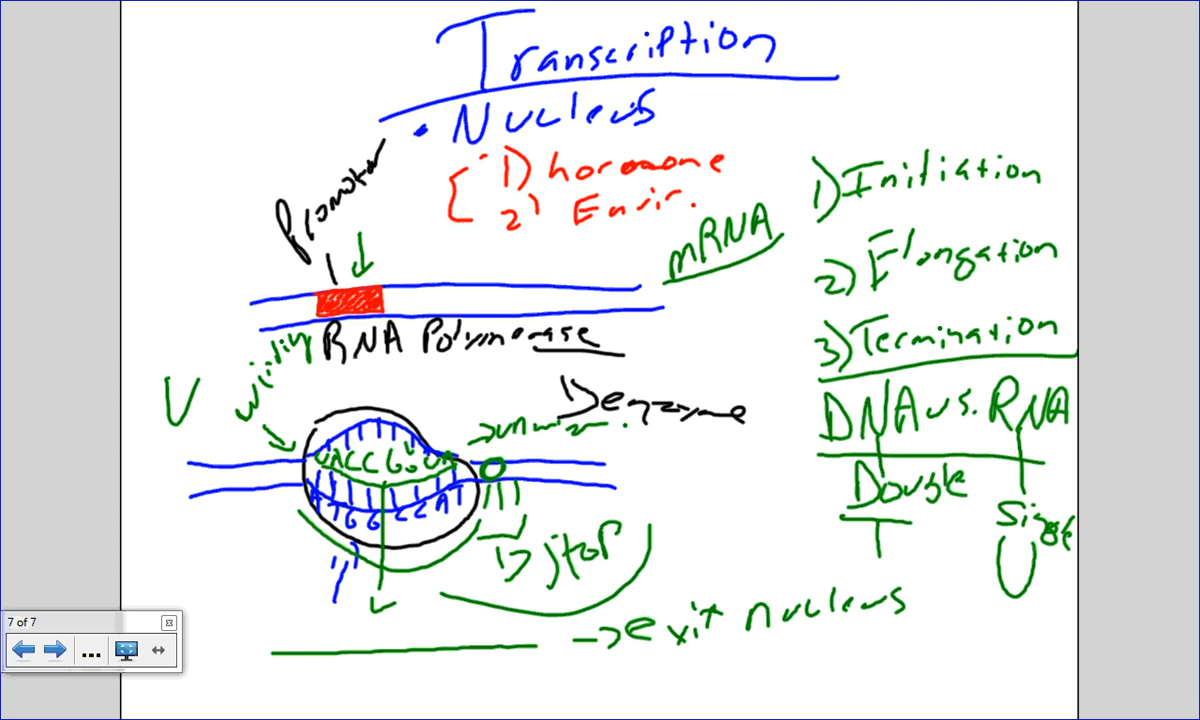 Transcription
• Nucleus
1) hormone
2) Envir.
Promoter
mRNA
RNA Polymerase
1) Initiation
2) Elongation
3) Termination
DNA vs. RNA
Double
Single
T
U
U
enzyme
UACCGGUA
ATGGCCAT
stop
→ exit nucleus
7 of 7
...